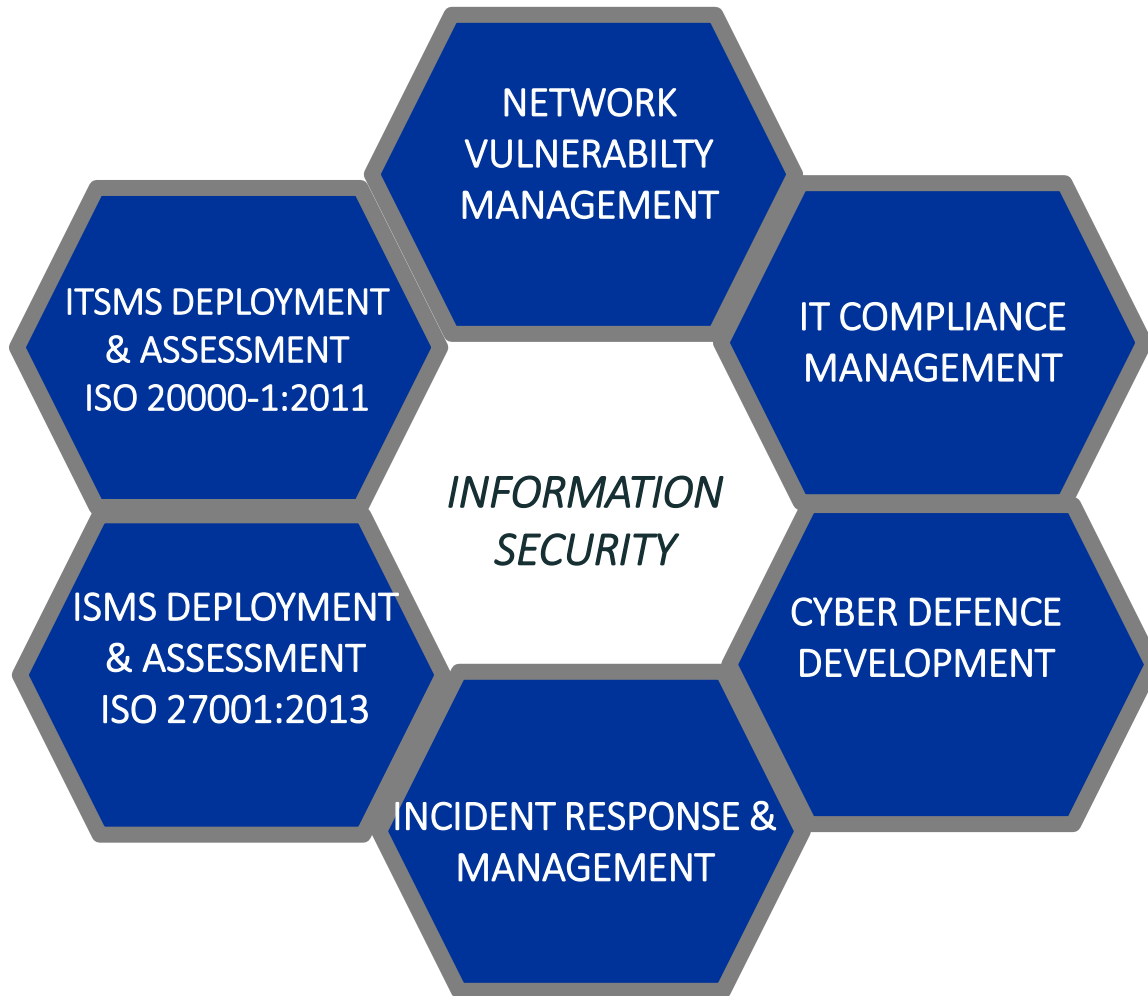 NETWORK
VULNERABILTY
MANAGEMENT
ITSMS DEPLOYMENT
& ASSESSMENT
ISO 20000-1:2011
IT COMPLIANCE
MANAGEMENT
INFORMATION
SECURITY
ISMS DEPLOYMENT
& ASSESSMENT
ISO 27001:2013
CYBER DEFENCE
DEVELOPMENT
INCIDENT RESPONSE &
MANAGEMENT